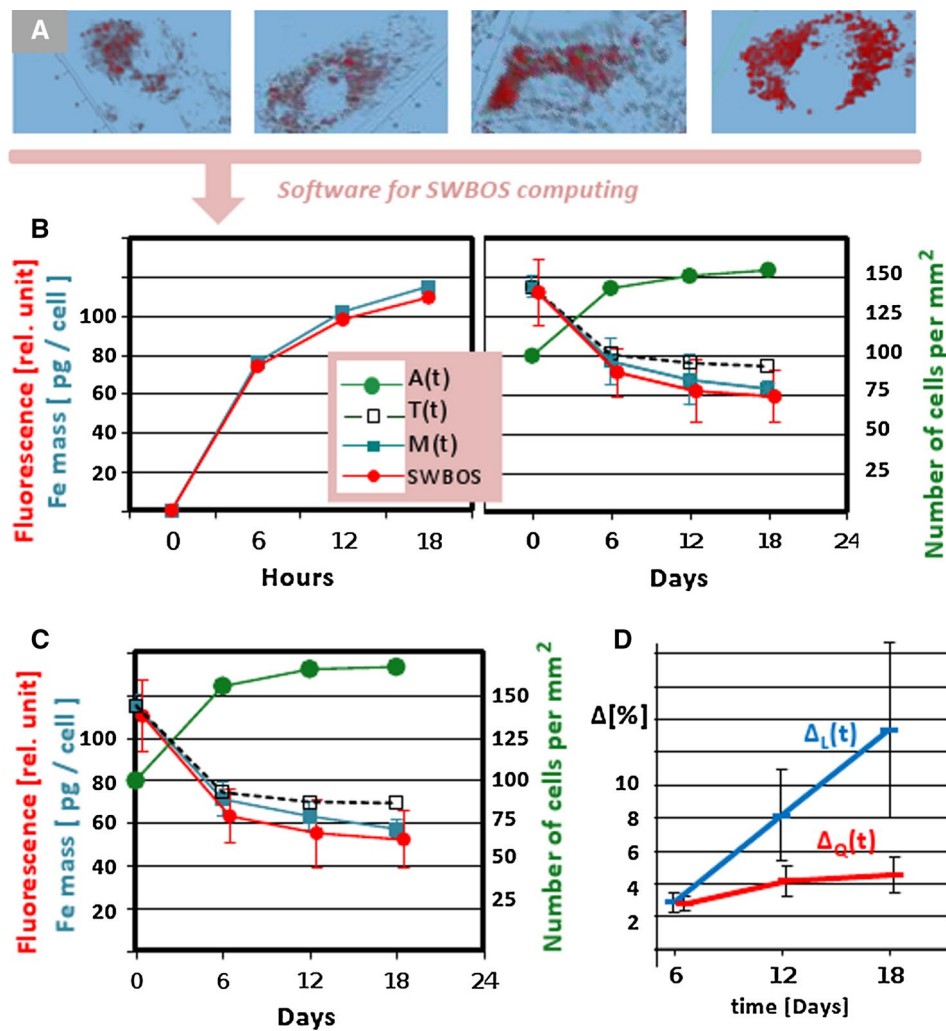 A
Software for SWBOS computing
B
Fluorescence [rel. unit]
Fe mass [ pg / cell]
100
80
60
40
20
0 6 12 18
Hours
A(t)
T(t)
M(t)
SWBOS
0 6 12 18 24
Days
150
125
100
75
50
25
Number of cells per mm²
C
Fluorescence [rel. unit]
Fe mass [ pg / cell]
100
80
60
40
20
0 6 12 18 24
Days
150
125
100
75
50
25
Number of cells per mm²
D
Δ[%]
10
8
6
4
2
Δ_L(t)
Δ_Q(t)
6 12 18
time [Days]